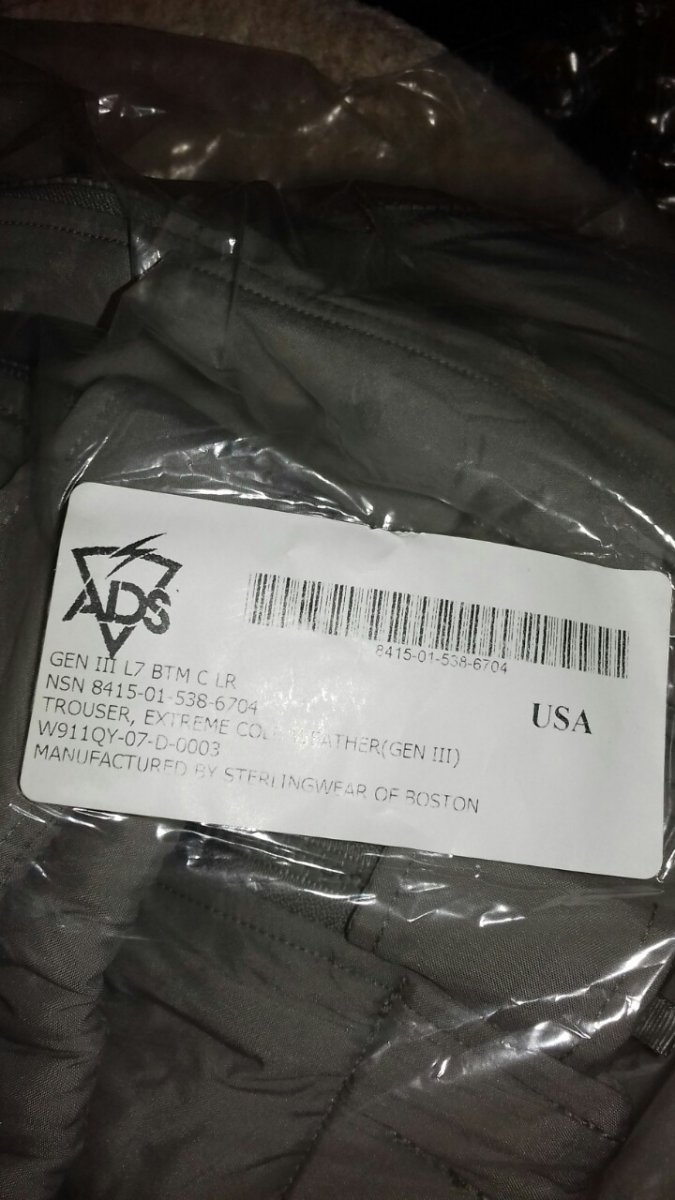 ADS
8415-01-538-6704
GEN III L7 BTM C LR
NSN 8415-01-538-6704
USA
TROUSER, EXTREME COLD WEATHER(GEN III)
W911QY-07-D-0003
MANUFACTURED BY STERLINGWEAR OF BOSTON